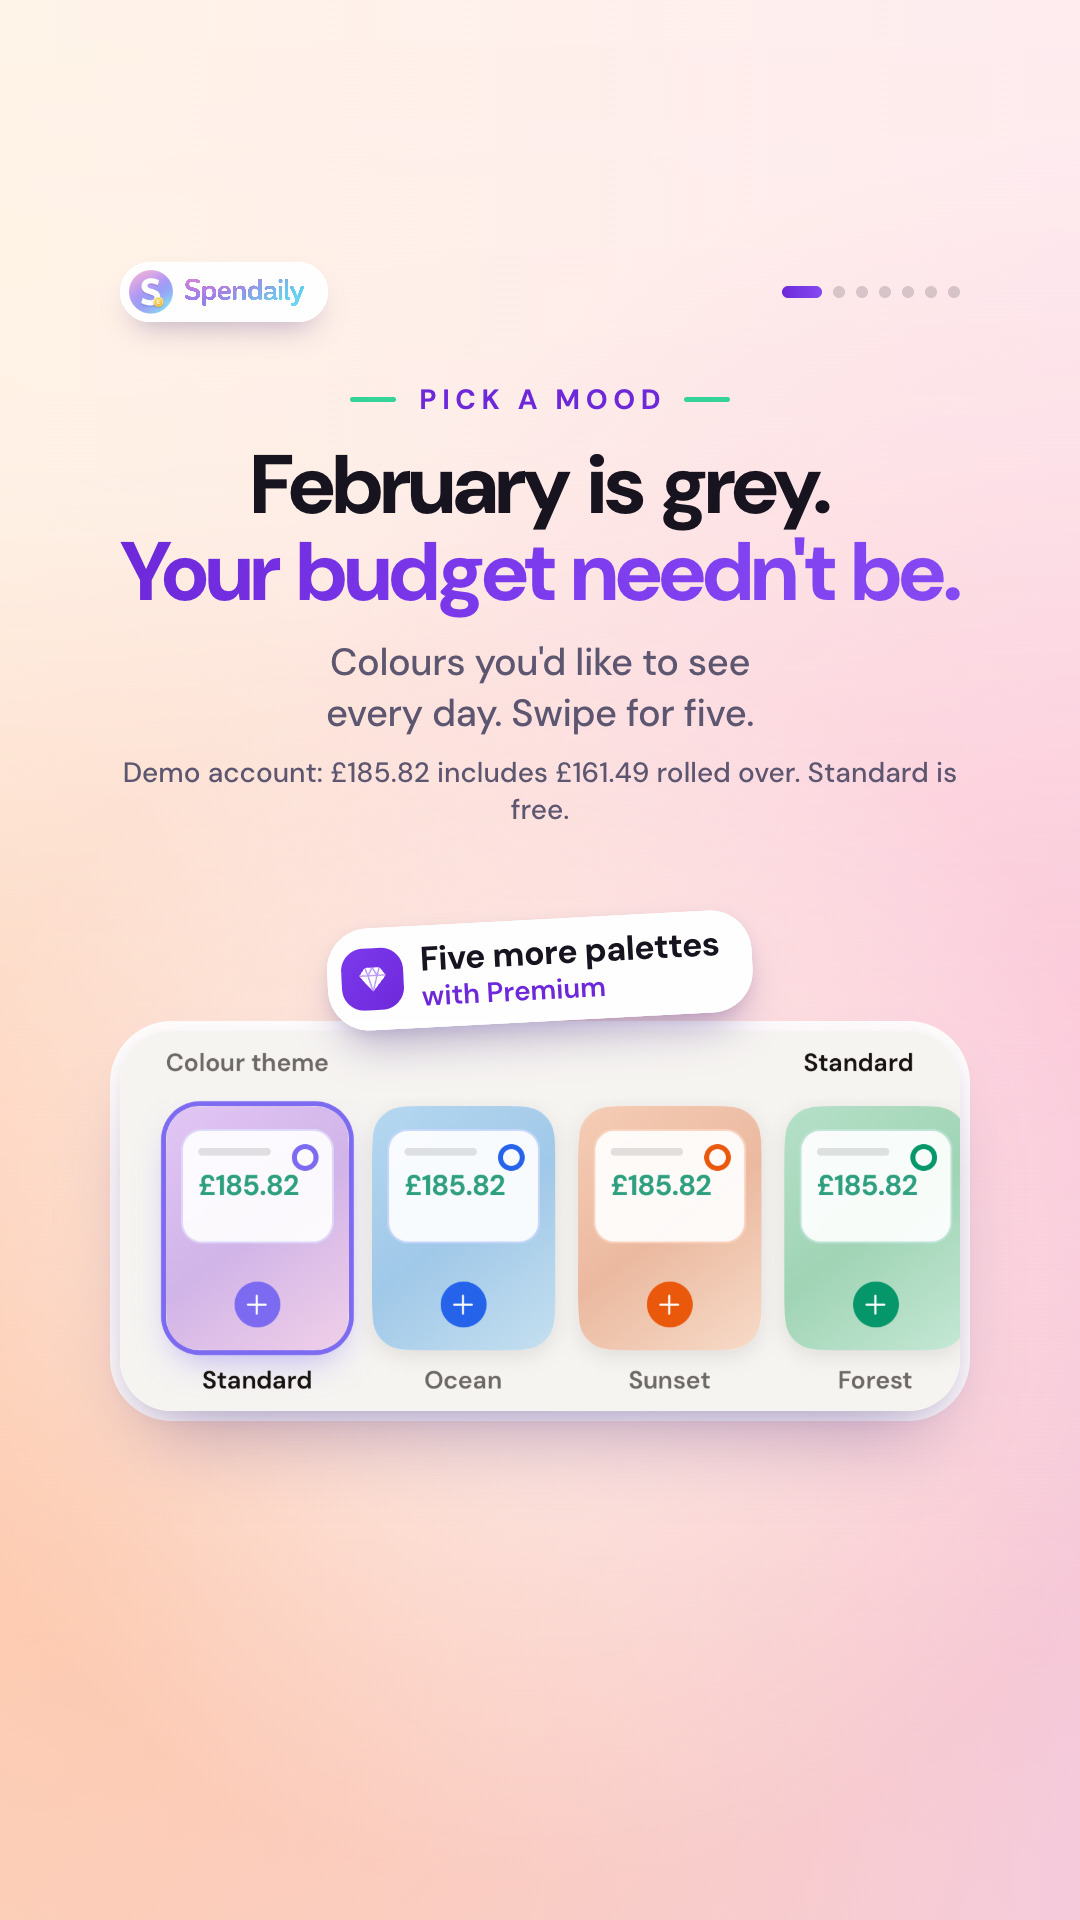 Spendaily
PICK A MOOD
February is grey.
Your budget needn't be.
Colours you'd like to see
every day. Swipe for five.
Demo account: £185.82 includes £161.49 rolled over. Standard is
free.
Five more palettes
with Premium
Colour theme
Standard
£185.82
£185.82
£185.82
£185.82
Standard
Ocean
Sunset
Forest